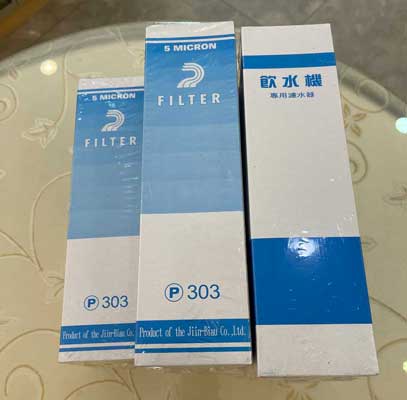 5 MICRON
FILTER
P 303
Product of the Jiin-Biau Co.,
5 MICRON
FILTER
P 303
Product of the Jiin-Biau Co.,Ltd.
飲水機
專用濾水器